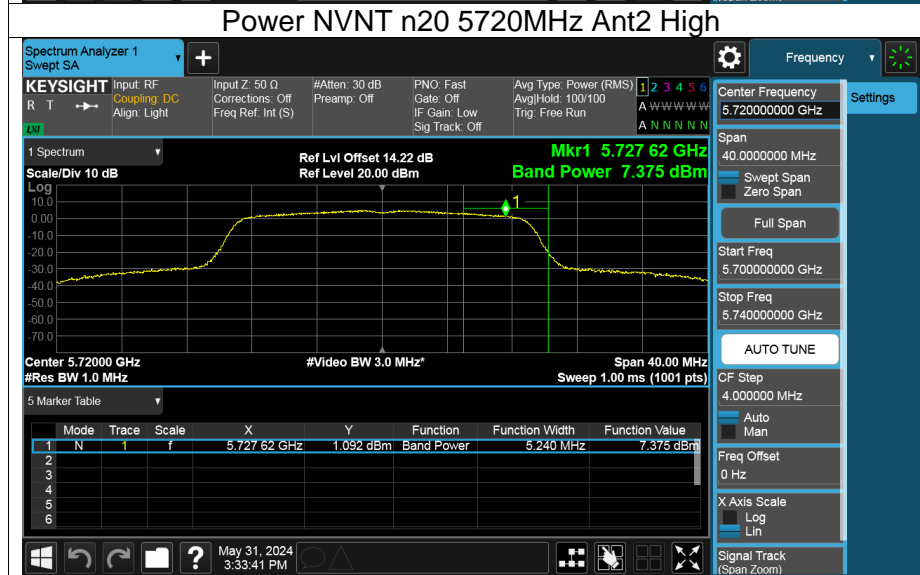 (Span Zoom)
Power NVNT n20 5720MHz Ant2 High
Spectrum Analyzer 1
Swept SA
+
Frequency
KEYSIGHT
R T
LXI
Input: RF
Coupling: DC
Align: Light
Input Z: 50 Ω
Corrections: Off
Freq Ref: Int (S)
#Atten: 30 dB
Preamp: Off
PNO: Fast
Gate: Off
IF Gain: Low
Sig Track: Off
Avg Type: Power (RMS)
Avg|Hold: 100/100
Trig: Free Run
1 2 3 4 5 6
A W W W W W
A N N N N N
1 Spectrum
Scale/Div 10 dB
Ref Lvl Offset 14.22 dB
Ref Level 20.00 dBm
Mkr1 5.727 62 GHz
Band Power 7.375 dBm
Log
10.0
0.00
-10.0
-20.0
-30.0
-40.0
-50.0
-60.0
-70.0
1
Center 5.72000 GHz
#Res BW 1.0 MHz
#Video BW 3.0 MHz*
Span 40.00 MHz
Sweep 1.00 ms (1001 pts)
5 Marker Table
Mode Trace Scale X Y Function Function Width Function Value
1 N 1 f 5.727 62 GHz 1.092 dBm Band Power 5.240 MHz 7.375 dBm
2
3
4
5
6
?
May 31, 2024
3:33:41 PM
Center Frequency
5.720000000 GHz
Settings
Span
40.0000000 MHz
Swept Span
Zero Span
Full Span
Start Freq
5.700000000 GHz
Stop Freq
5.740000000 GHz
AUTO TUNE
CF Step
4.000000 MHz
Auto
Man
Freq Offset
0 Hz
X Axis Scale
Log
Lin
Signal Track
(Span Zoom)